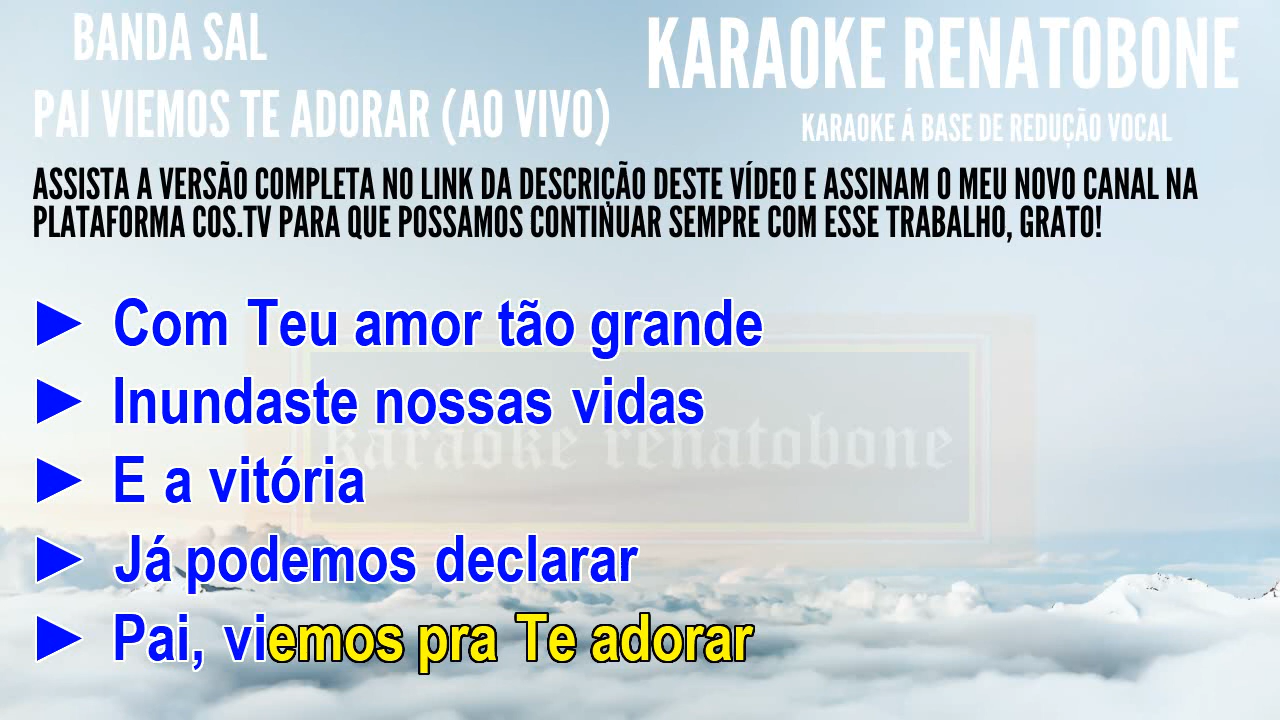 BANDA SAL
KARAOKE RENATOBONE
PAI VIEMOS TE ADORAR (AO VIVO)
KARAOKE Á BASE DE REDUÇÃO VOCAL
ASSISTA A VERSÃO COMPLETA NO LINK DA DESCRIÇÃO DESTE VÍDEO E ASSINAM O MEU NOVO CANAL NA
PLATAFORMA COS.TV PARA QUE POSSAMOS CONTINUAR SEMPRE COM ESSE TRABALHO, GRATO!
► Com Teu amor tão grande
► Inundaste nossas vidas
karaoke renatobone
► E a vitória
► Já podemos declarar
► Pai, viemos pra Te adorar